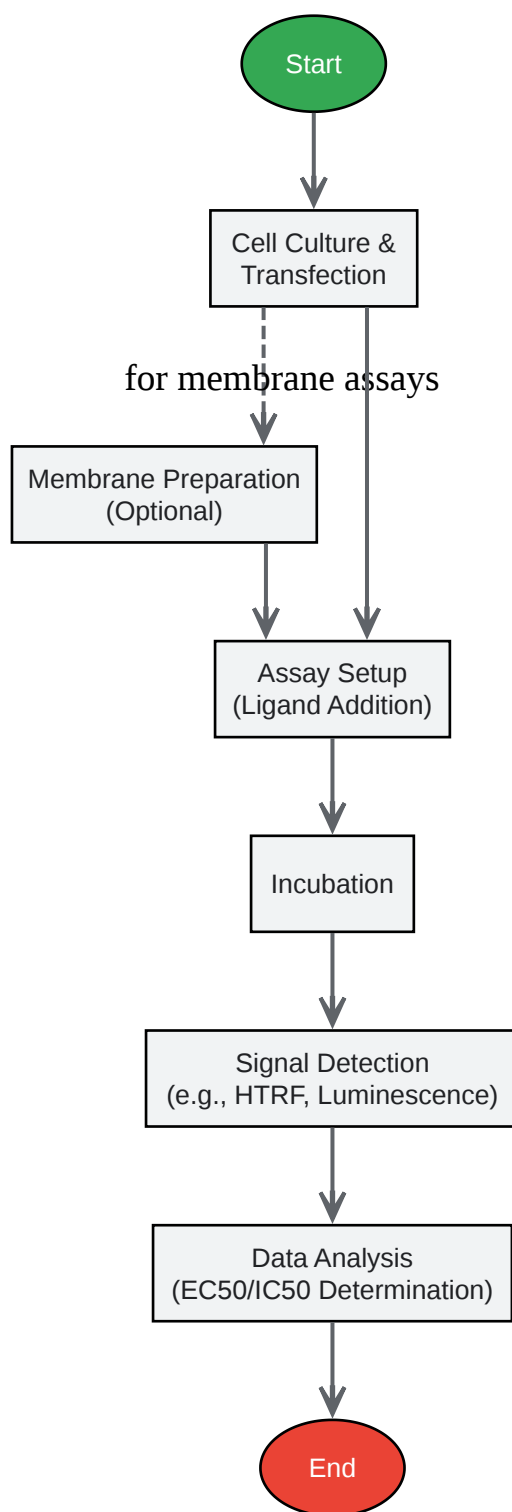 Start
Cell Culture &
Transfection
for membrane assays
Membrane Preparation
(Optional)
Assay Setup
(Ligand Addition)
Incubation
Signal Detection
(e.g., HTRF, Luminescence)
Data Analysis
(EC50/IC50 Determination)
End